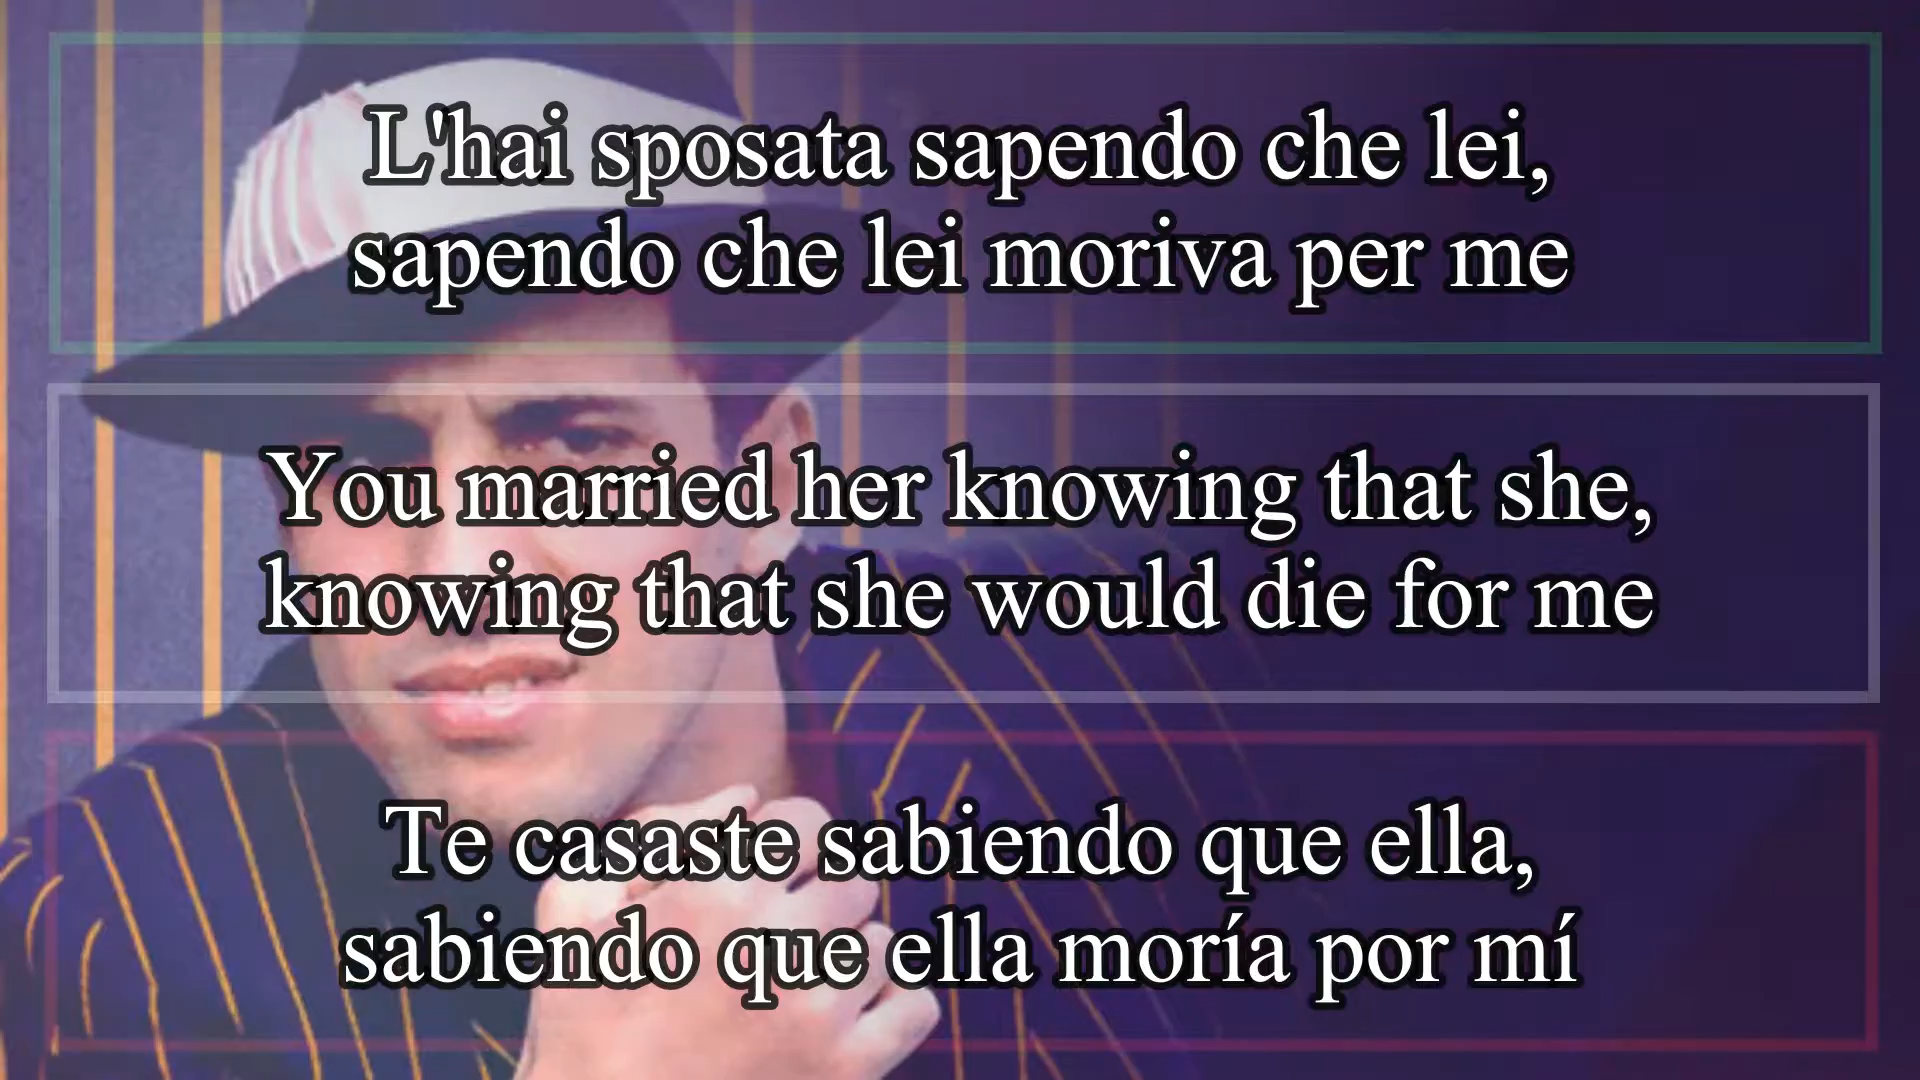 L'hai sposata sapendo che lei,
sapendo che lei moriva per me
You married her knowing that she,
knowing that she would die for me
Te casaste sabiendo que ella,
sabiendo que ella moría por mí